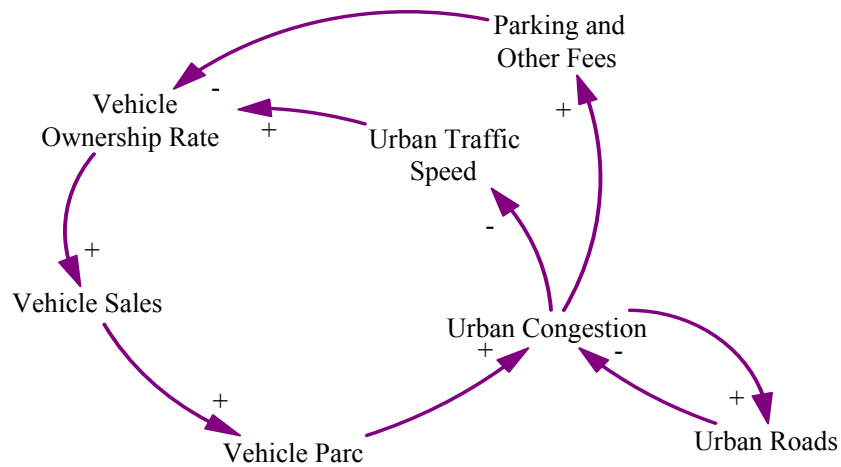 Parking and
Other Fees
-
+
Vehicle
Ownership Rate
+
Urban Traffic
Speed
-
+
Vehicle Sales
Urban Congestion
+
-
+
+
Vehicle Parc
Urban Roads